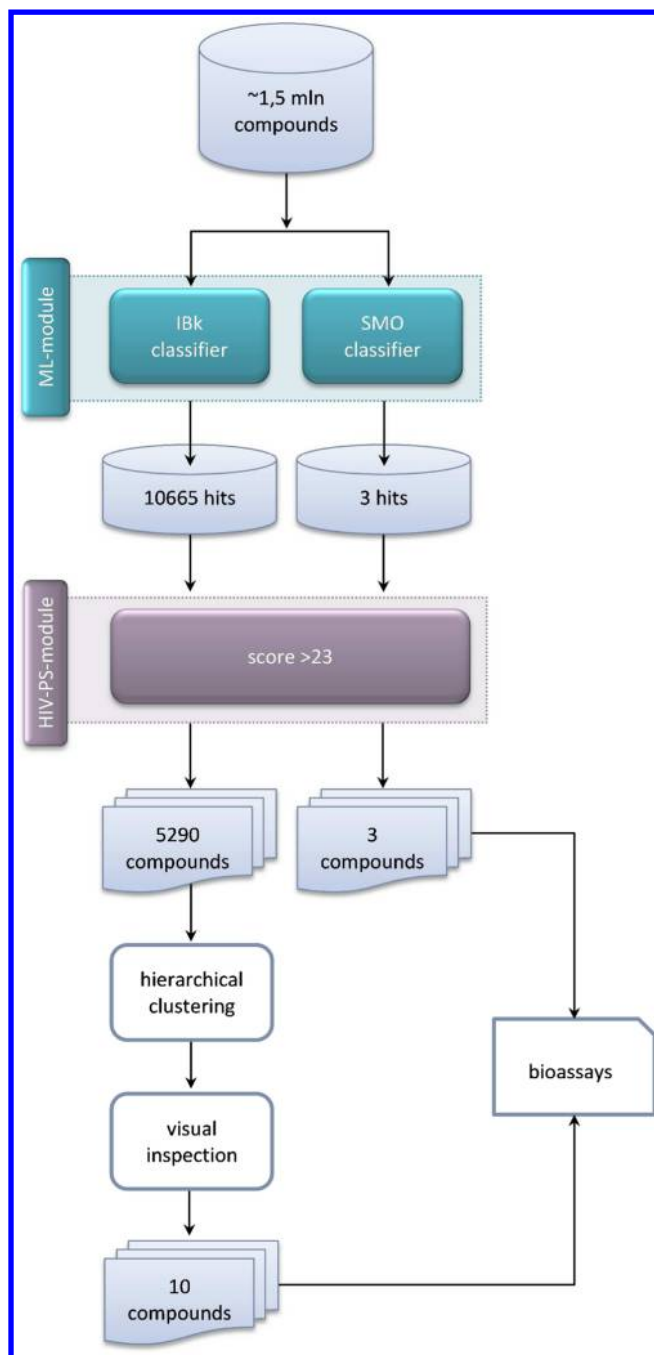 ~1,5 mln
compounds
ML-module
IBk
classifier
SMO
classifier
10665 hits
3 hits
HIV-PS-module
score >23
5290
compounds
3
compounds
hierarchical
clustering
bioassays
visual
inspection
10
compounds